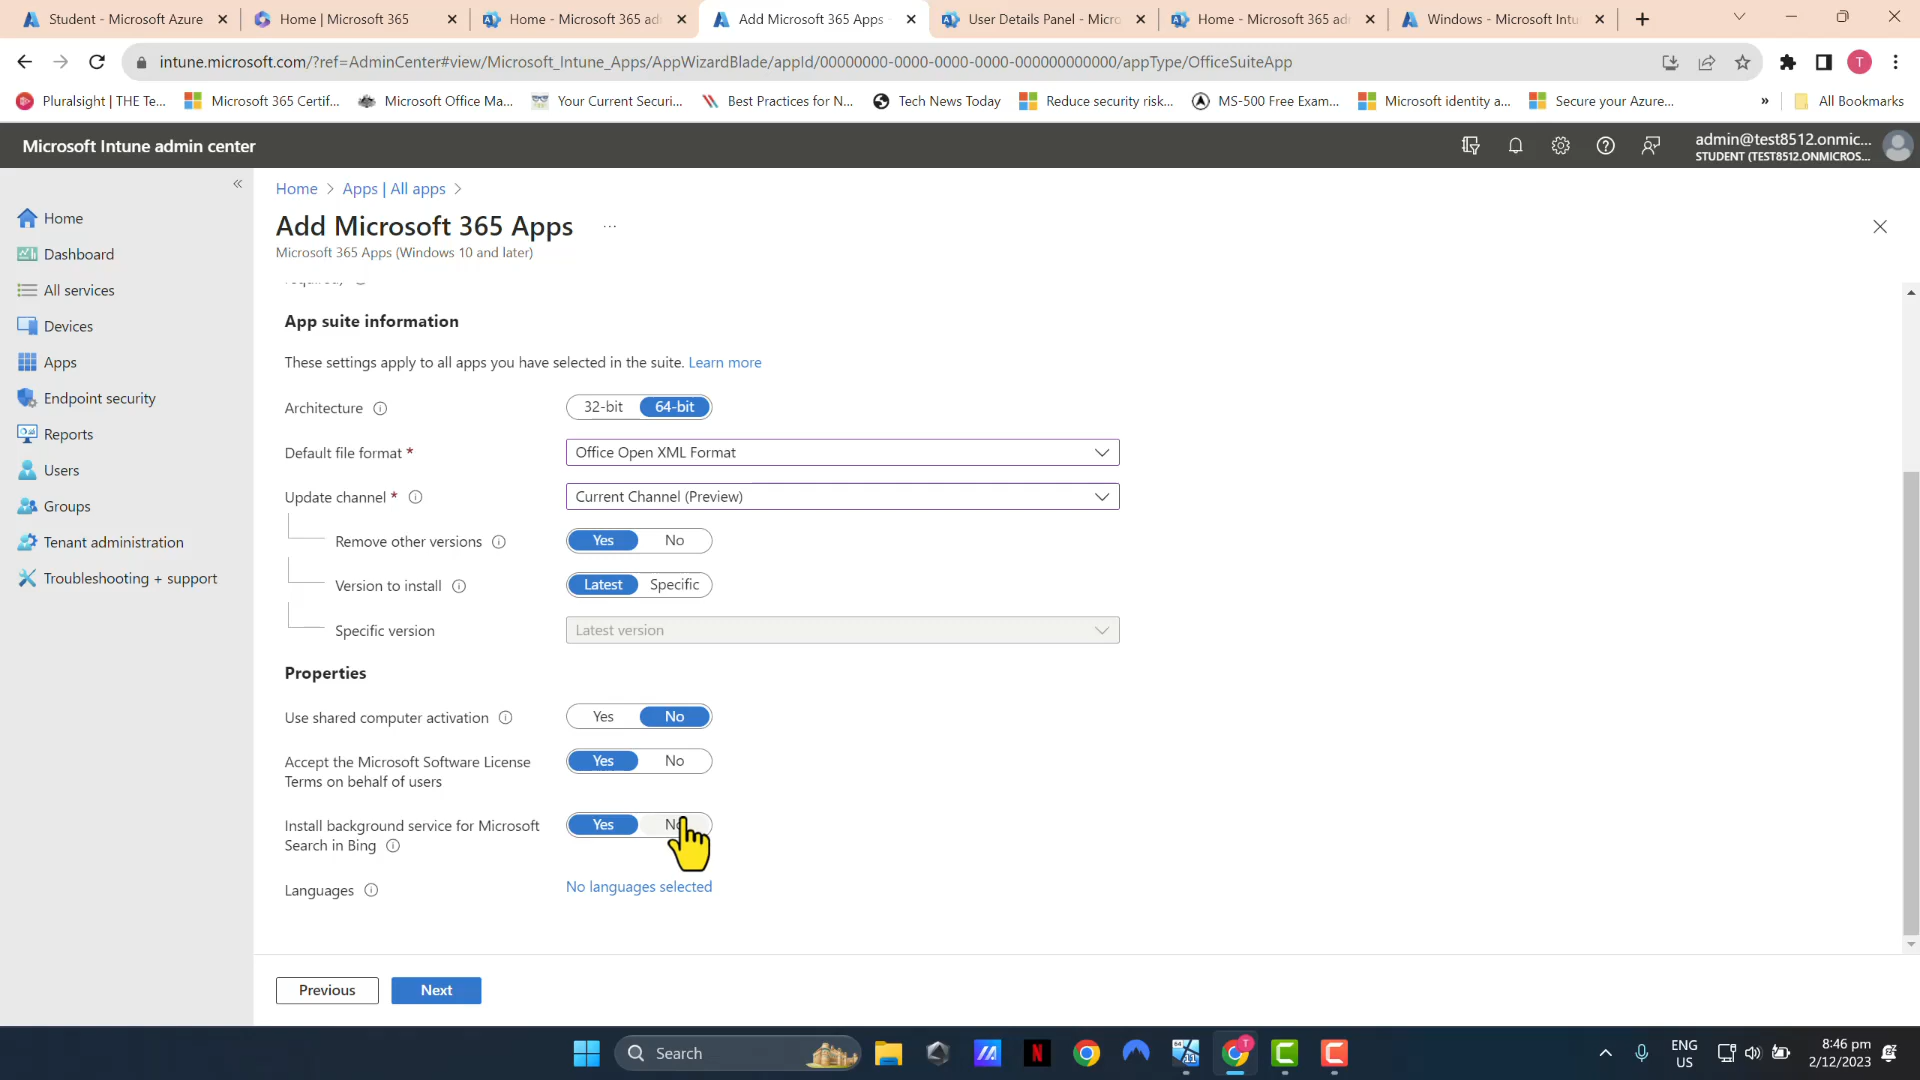 Student - Microsoft Azure
Home | Microsoft 365
Home - Microsoft 365 ad
Add Microsoft 365 Apps -
User Details Panel - Micro
Home - Microsoft 365 ad
Windows - Microsoft Intu
intune.microsoft.com/?ref=AdminCenter#view/Microsoft_Intune_Apps/AppWizardBlade/appId/00000000-0000-0000-0000-000000000000/appType/OfficeSuiteApp
T
Pluralsight | THE Te...
Microsoft 365 Certif...
Microsoft Office Ma...
Your Current Securi...
Best Practices for N...
Tech News Today
Reduce security risk...
MS-500 Free Exam...
Microsoft identity a...
Secure your Azure...
»
All Bookmarks
Microsoft Intune admin center
admin@test8512.onmic...
STUDENT (TEST8512.ONMICROS...
«
Home
Dashboard
All services
Devices
Apps
Endpoint security
Reports
Users
Groups
Tenant administration
Troubleshooting + support
Home > Apps | All apps >
Add Microsoft 365 Apps ...
Microsoft 365 Apps (Windows 10 and later)
App suite information
These settings apply to all apps you have selected in the suite. Learn more
Architecture
32-bit 64-bit
Default file format *
Office Open XML Format
Update channel *
Current Channel (Preview)
Remove other versions
Yes No
Version to install
Latest Specific
Specific version
Latest version
Properties
Use shared computer activation
Yes No
Accept the Microsoft Software License
Terms on behalf of users
Yes No
Install background service for Microsoft
Search in Bing
Yes No
Languages
No languages selected
Previous
Next
Search
ENG
US
8:46 pm
2/12/2023